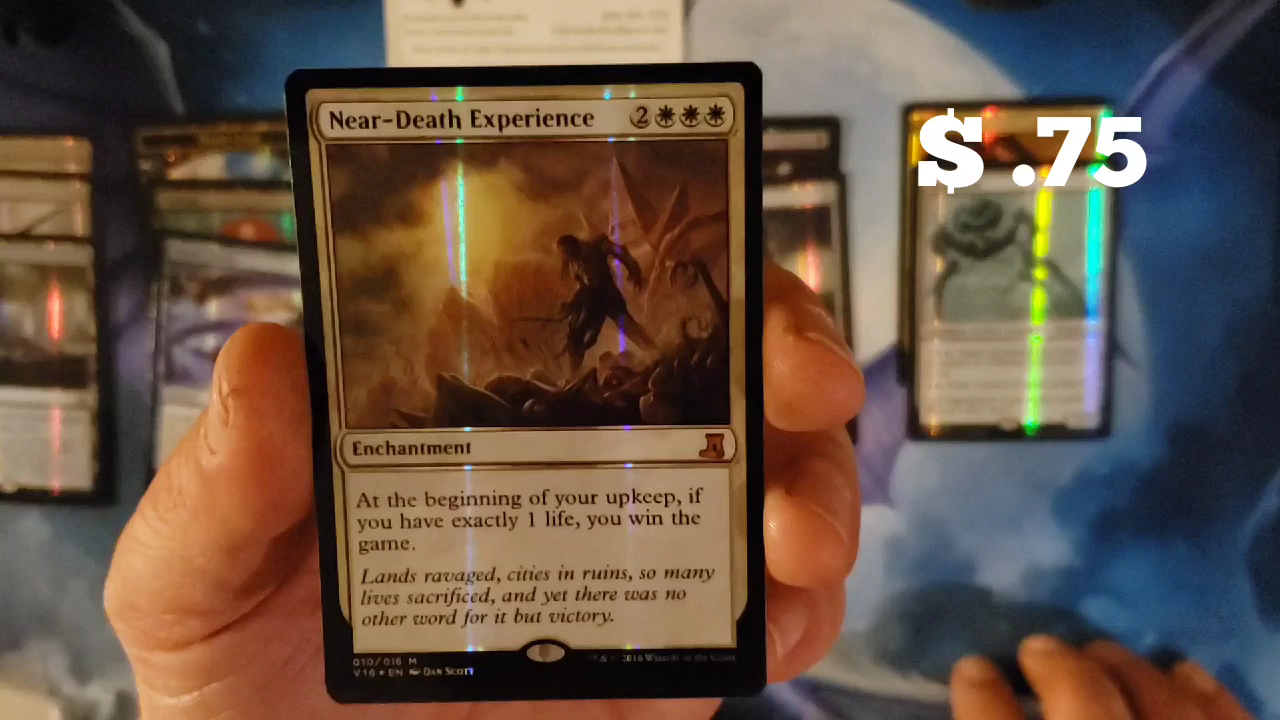 $ .75
Near-Death Experience 2
Enchantment
At the beginning of your upkeep, if
you have exactly 1 life, you win the
game.
Lands ravaged, cities in ruins, so many
lives sacrificed, and yet there was no
other word for it but victory.
010/016 M
V16 ★ EN Dan Scott
™ & © 2016 Wizards of the Coast